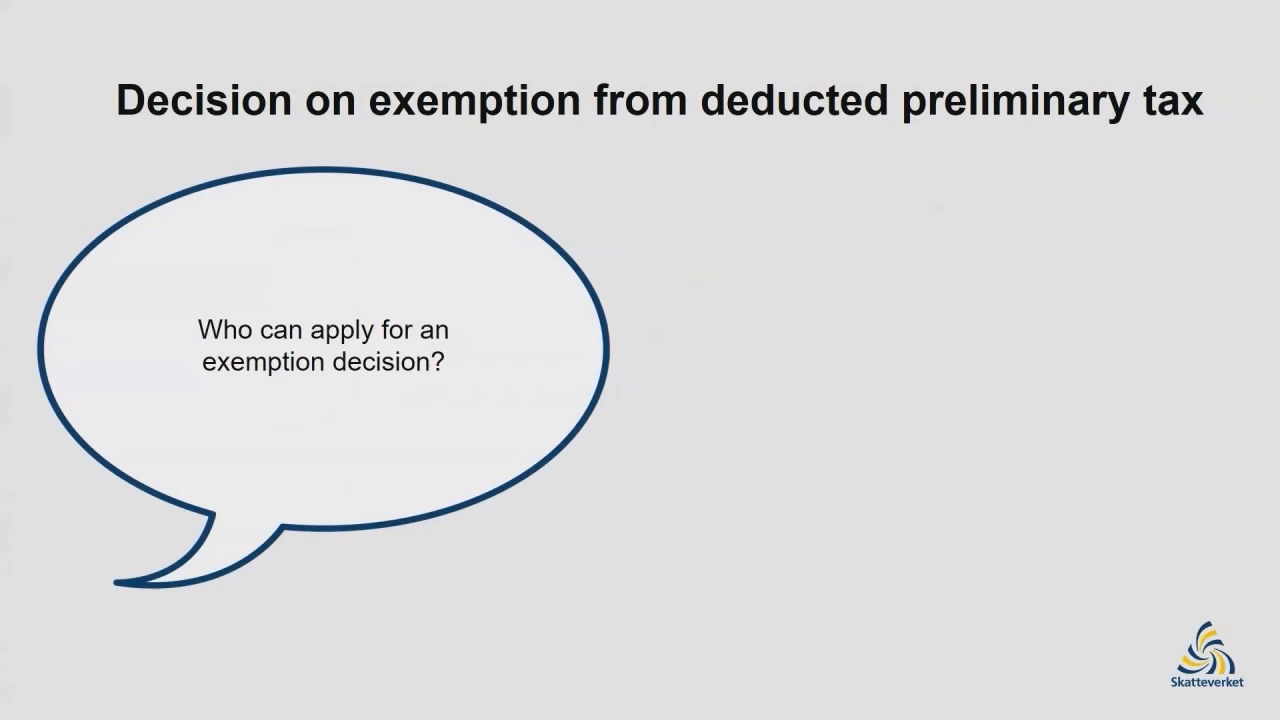 Decision on exemption from deducted preliminary tax
Who can apply for an
exemption decision?
Skatteverket